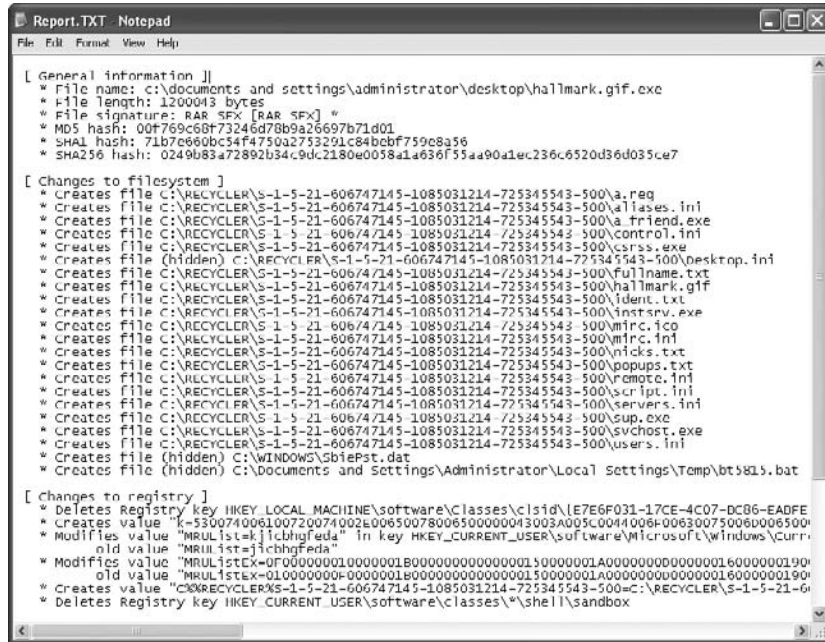 Report.TXT - Notepad
File Edit Format View Help
[ General information ]
* File name: c:\documents and settings\administrator\desktop\hallmark.gif.exe
* File length: 1200043 bytes
* File signature: RAR SFX [RAR SFX] *
* MD5 hash: 00f769c68f73246d78b9a26697b71d01
* SHA1 hash: 71b7e660bc54f4750a2753291c84bebf759e8a56
* SHA256 hash: 0249b83a72892b34c9dc2180e0058a1a636f55aa90a1ec236c6520d36d035ce7
[ Changes to filesystem ]
* Creates file C:\RECYCLER\S-1-5-21-606747145-1085031214-725345543-500\a.reg
* Creates file C:\RECYCLER\S-1-5-21-606747145-1085031214-725345543-500\aliases.ini
* Creates file C:\RECYCLER\S-1-5-21-606747145-1085031214-725345543-500\a_friend.exe
* Creates file C:\RECYCLER\S-1-5-21-606747145-1085031214-725345543-500\control.ini
* Creates file C:\RECYCLER\S-1-5-21-606747145-1085031214-725345543-500\csrss.exe
* Creates file (hidden) C:\RECYCLER\S-1-5-21-606747145-1085031214-725345543-500\Desktop.ini
* Creates file C:\RECYCLER\S-1-5-21-606747145-1085031214-725345543-500\fullname.txt
* Creates file C:\RECYCLER\S-1-5-21-606747145-1085031214-725345543-500\hallmark.gif
* Creates file C:\RECYCLER\S-1-5-21-606747145-1085031214-725345543-500\ident.txt
* Creates file C:\RECYCLER\S-1-5-21-606747145-1085031214-725345543-500\instsrv.exe
* Creates file C:\RECYCLER\S-1-5-21-606747145-1085031214-725345543-500\mirc.ico
* Creates file C:\RECYCLER\S-1-5-21-606747145-1085031214-725345543-500\mirc.ini
* Creates file C:\RECYCLER\S-1-5-21-606747145-1085031214-725345543-500\nicks.txt
* Creates file C:\RECYCLER\S-1-5-21-606747145-1085031214-725345543-500\popups.txt
* Creates file C:\RECYCLER\S-1-5-21-606747145-1085031214-725345543-500\remote.ini
* Creates file C:\RECYCLER\S-1-5-21-606747145-1085031214-725345543-500\script.ini
* Creates file C:\RECYCLER\S-1-5-21-606747145-1085031214-725345543-500\servers.ini
* Creates file C:\RECYCLER\S-1-5-21-606747145-1085031214-725345543-500\sup.exe
* Creates file C:\RECYCLER\S-1-5-21-606747145-1085031214-725345543-500\svchost.exe
* Creates file C:\RECYCLER\S-1-5-21-606747145-1085031214-725345543-500\users.ini
* Creates file (hidden) C:\WINDOWS\SbiePst.dat
* Creates file (hidden) C:\Documents and Settings\Administrator\Local Settings\Temp\bt5815.bat
[ Changes to registry ]
* Deletes Registry key HKEY_LOCAL_MACHINE\software\Classes\clsid\{E7E6F031-17CE-4C07-BC86-EABFE
* Creates value
* Modifies value "MRUList=kjicbhgfeda" in key HKEY_CURRENT_USER\software\Microsoft\Windows\Curr
old value "MRUList=jicbhgfeda"
* Modifies value
old value
* Creates value "C%%RECYCLER%S-1-5-21-606747145-1085031214-725345543-500=C:\RECYCLER\S-1-5-21-6
* Deletes Registry key HKEY_CURRENT_USER\software\classes\*\shell\sandbox